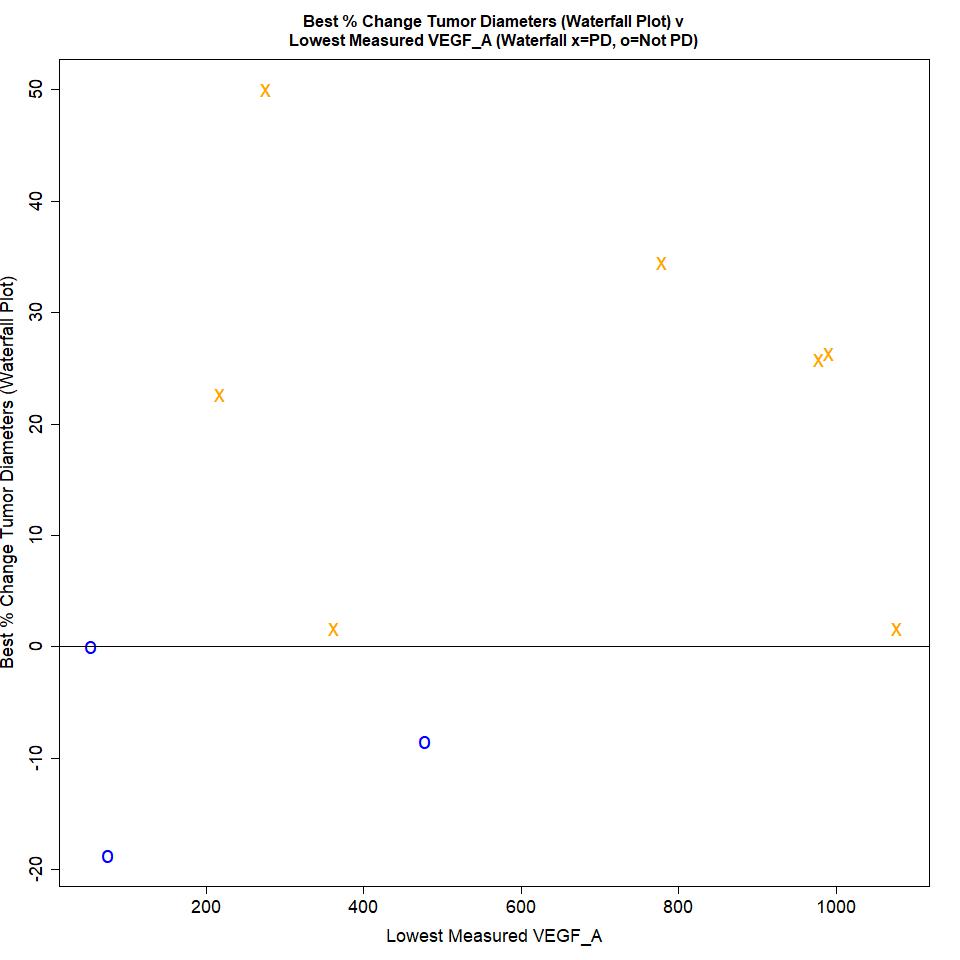 Best % Change Tumor Diameters (Waterfall Plot) v
Lowest Measured VEGF_A (Waterfall x=PD, o=Not PD)
Best % Change Tumor Diameters (Waterfall Plot)
50
40
30
20
10
0
-10
-20
X
X
X
X
X
X
X
O
O
O
200
400
600
800
1000
Lowest Measured VEGF_A